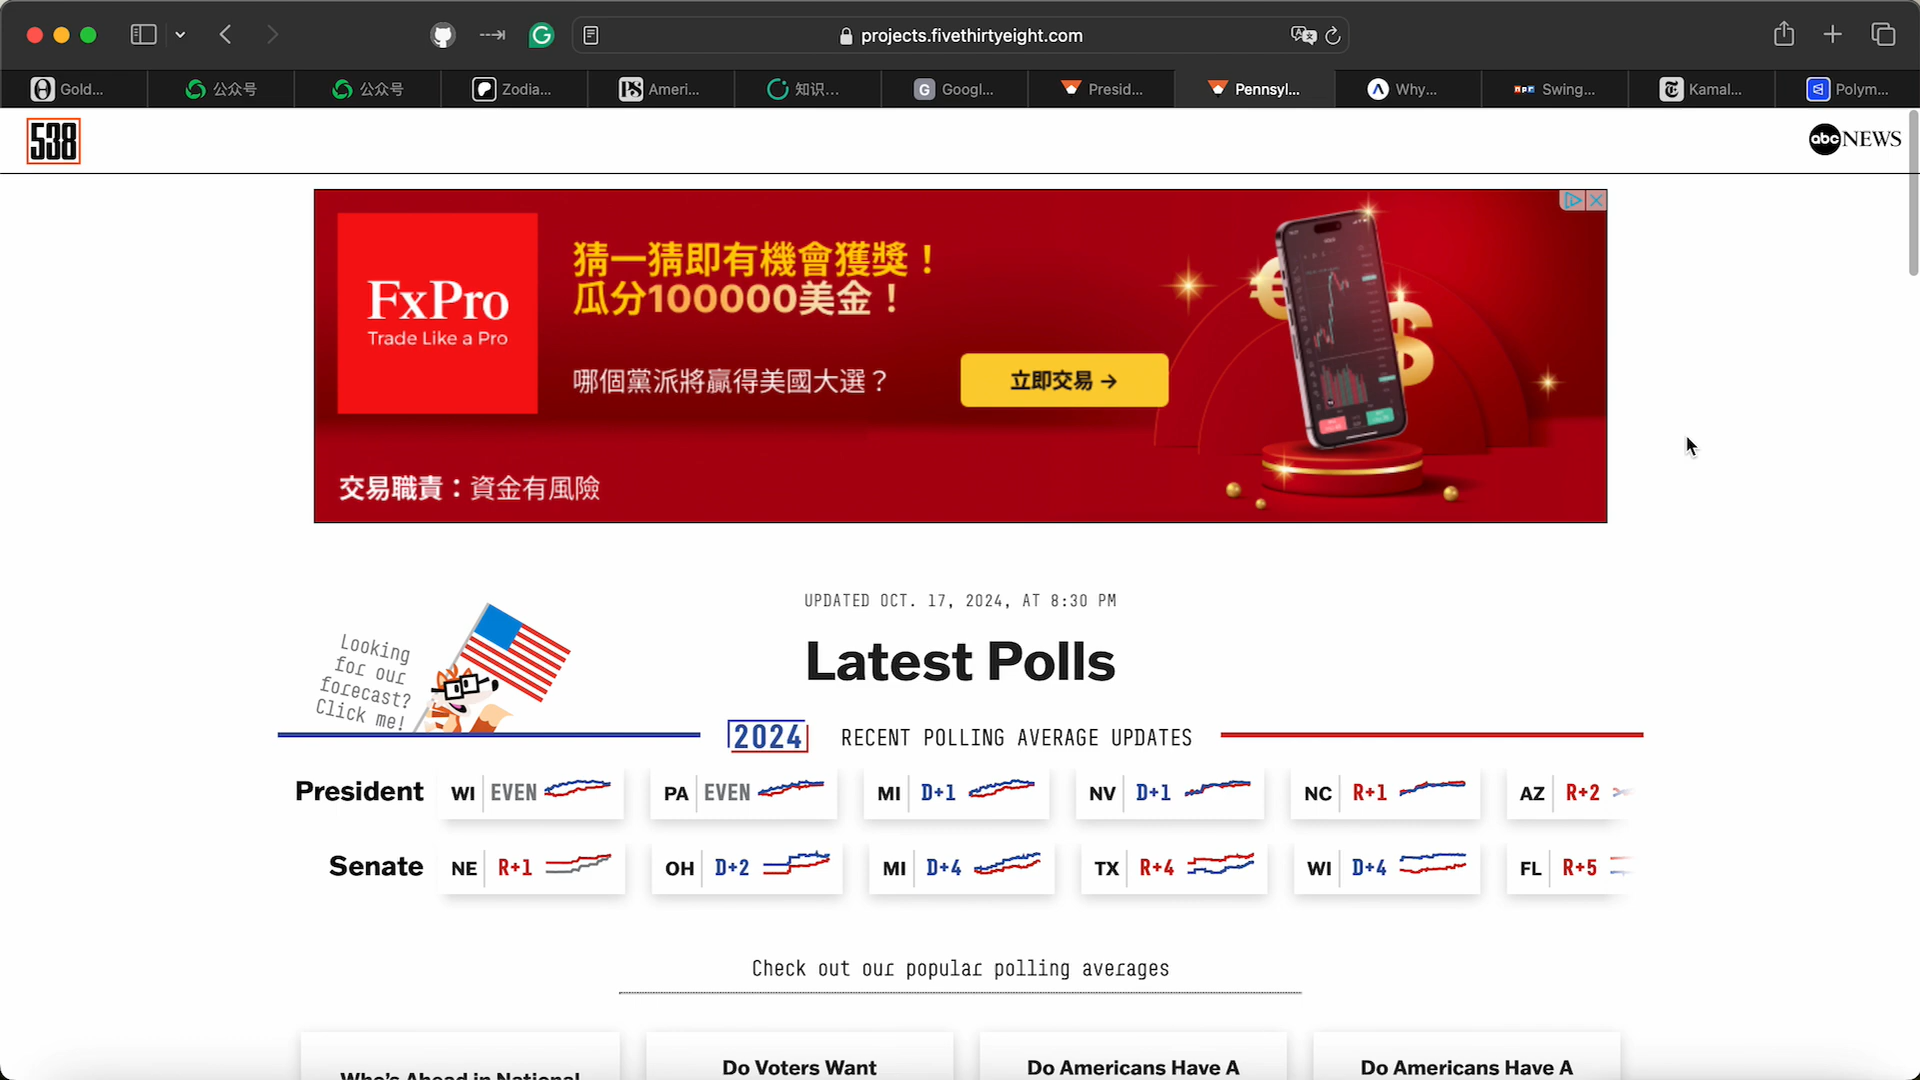 projects.fivethirtyeight.com
Gold...
公众号
公众号
Zodia...
Ameri...
知识...
Googl...
Presid...
Pennsyl...
Why...
npr Swing...
Kamal...
Polym...
538
abc NEWS
FxPro
Trade Like a Pro
猜一猜即有機會獲獎！
瓜分100000美金！
哪個黨派將贏得美國大選？
立即交易 →
交易職責：資金有風險
UPDATED OCT. 17, 2024, AT 8:30 PM
Latest Polls
Looking
for our
forecast?
Click me!
2024 RECENT POLLING AVERAGE UPDATES
President WI EVEN PA EVEN MI D+1 NV D+1 NC R+1 AZ R+2
Senate NE R+1 OH D+2 MI D+4 TX R+4 WI D+4 FL R+5
Check out our popular polling averages
Who's Ahead in National
Do Voters Want
Do Americans Have A
Do Americans Have A